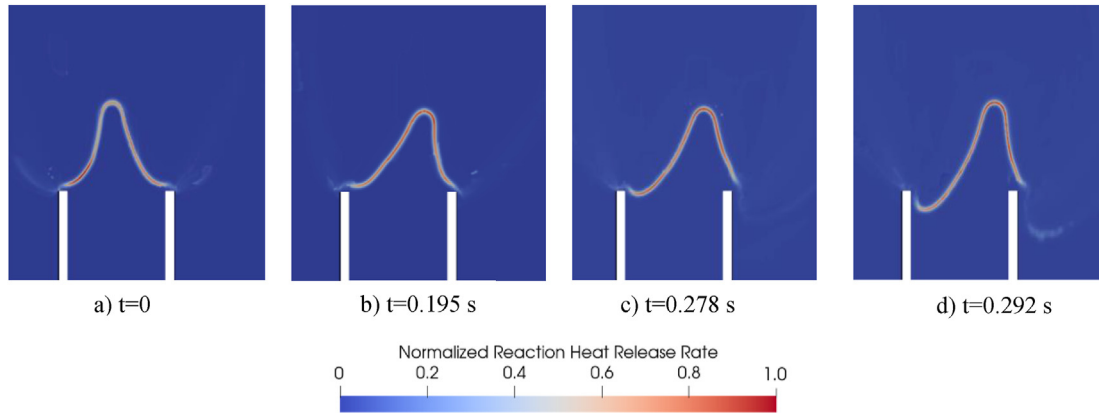 a) t=0
b) t=0.195 s
c) t=0.278 s
d) t=0.292 s
Normalized Reaction Heat Release Rate
0 0.2 0.4 0.6 0.8 1.0